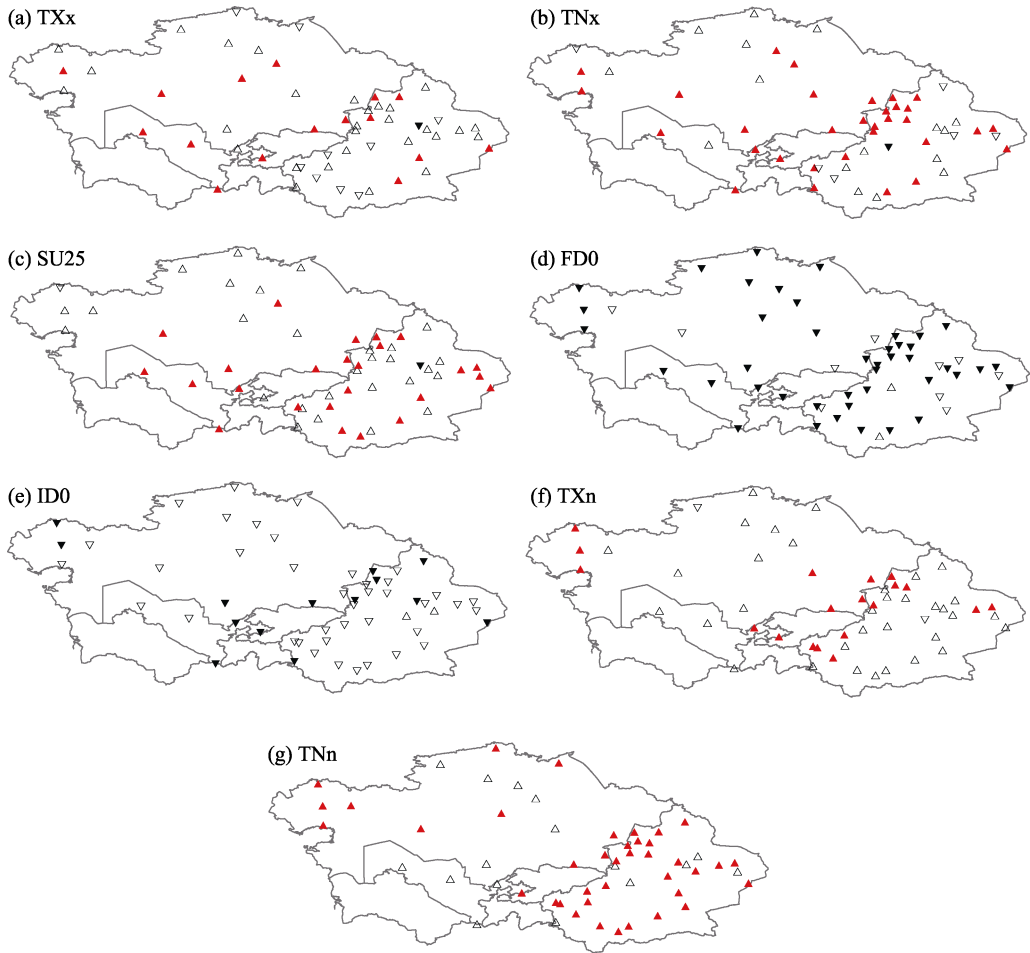 (a) TXx
(b) TNx
(c) SU25
(d) FD0
(e) ID0
(f) TXn
(g) TNn